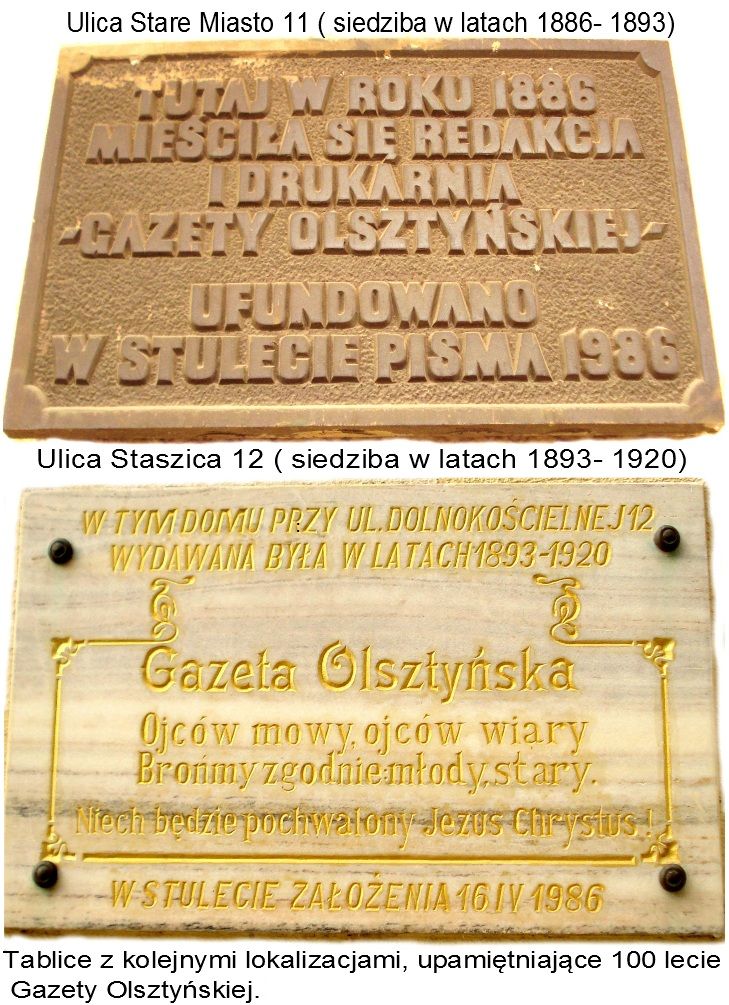 Ulica Stare Miasto 11 ( siedziba w latach 1886- 1893)
TUTAJ W ROKU 1886
MIEŚCIŁA SIĘ REDAKCJA
I DRUKARNIA
-GAZETY OLSZTYŃSKIEJ-
UFUNDOWANO
W STULECIE PISMA 1986
Ulica Staszica 12 ( siedziba w latach 1893- 1920)
W TYM DOMU PRZY UL. DOLNOKOŚCIELNEJ 12
WYDAWANA BYŁA W LATACH 1893-1920
Gazeta Olsztyńska
Ojców mowy, ojców wiary
Brońmy zgodnie: młody, stary.
Niech będzie pochwalony Jezus Chrystus!
W STULECIE ZAŁOŻENIA 16 IV 1986
Tablice z kolejnymi lokalizacjami, upamiętniające 100 lecie
Gazety Olsztyńskiej.